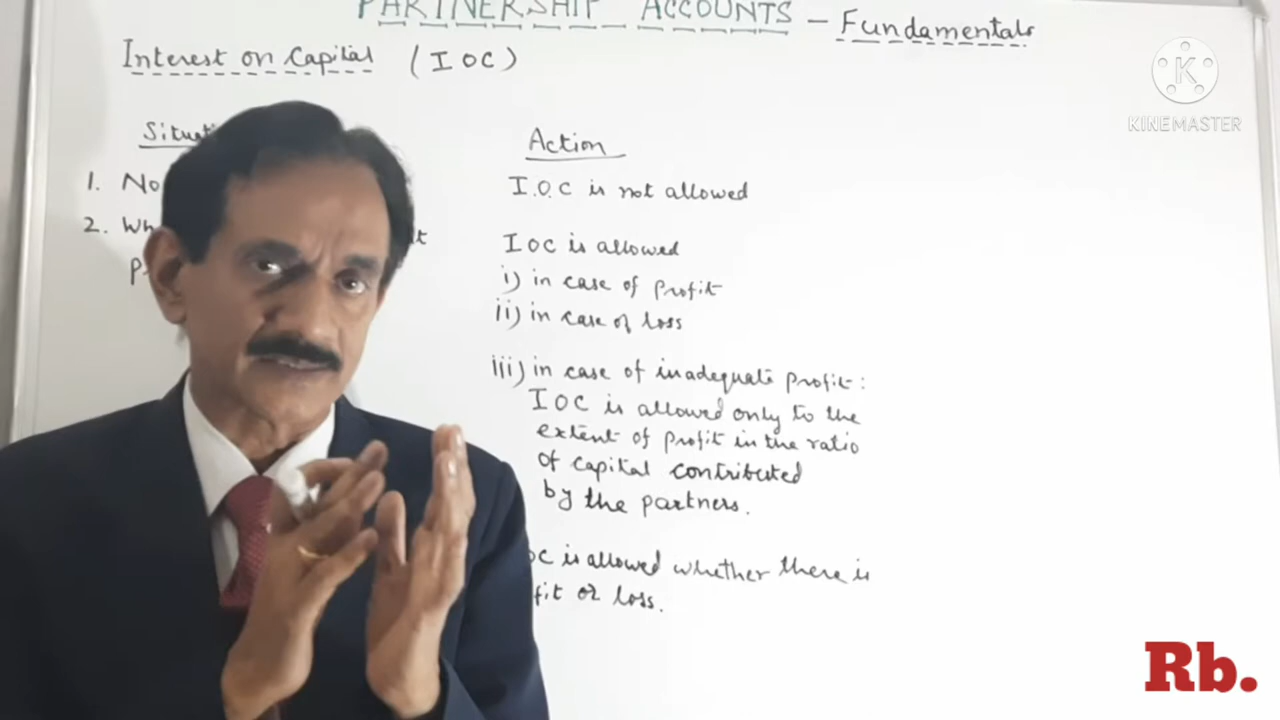 PARTNERSHIP ACCOUNTS - Fundamentals
Interest on Capital (IOC)
KINEMASTER
Action
1. No
I.O.C is not allowed
2. Wh
IOC is allowed
i) in case of profit
ii) in case of loss
iii) in case of inadequate profit:
IOC is allowed only to the
extent of profit in the ratio
of capital contributed
by the partners.
is allowed whether there is
or loss.
Rb.